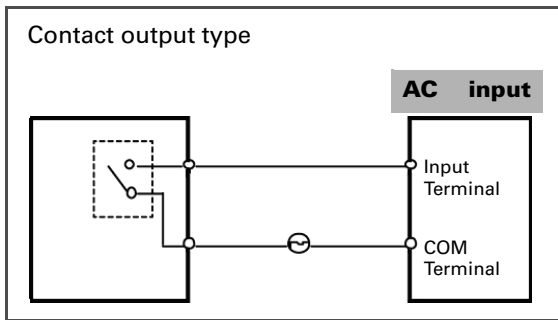 Contact output type
AC input
Input
Terminal
COM
Terminal